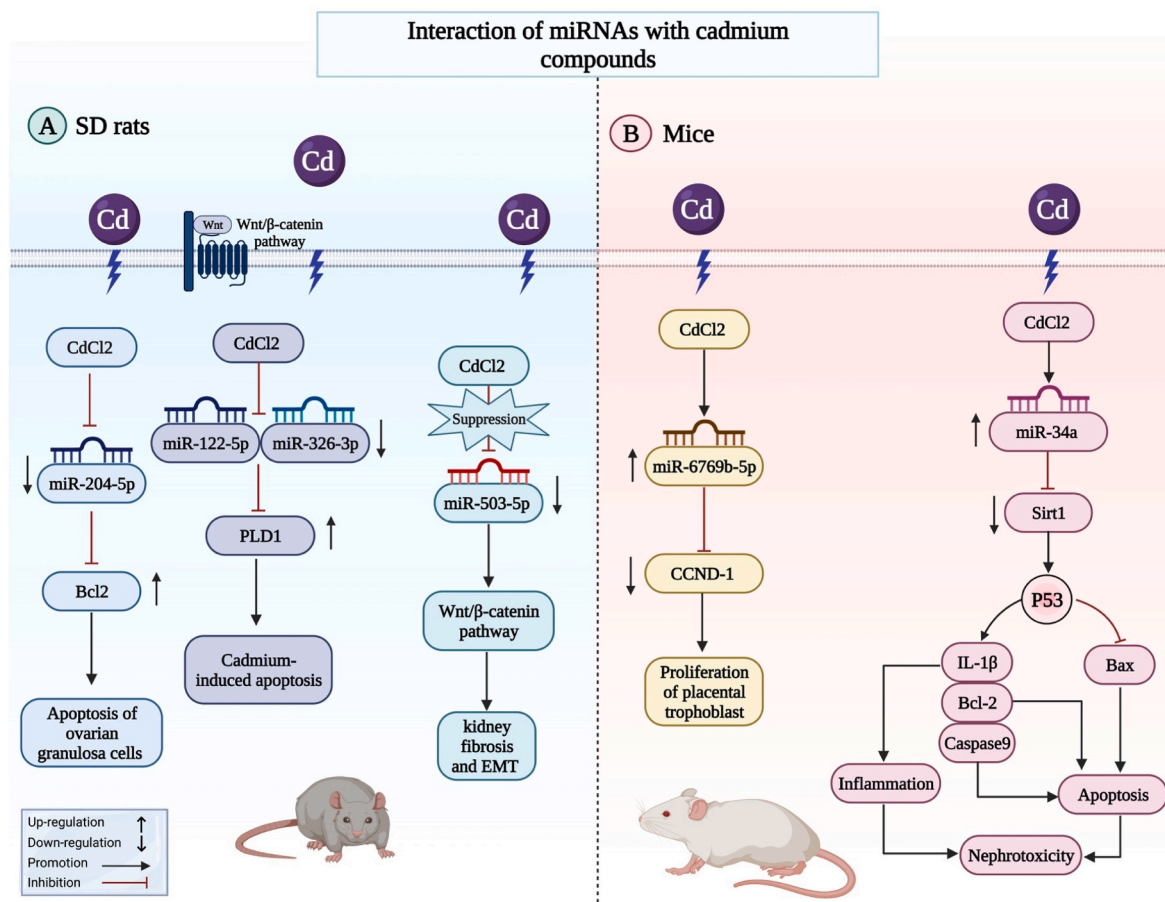 Interaction of miRNAs with cadmium
compounds
A SD rats
Cd
Cd
Wnt
Wnt/β-catenin
pathway
Cd
CdCl2
miR-204-5p
Bcl2
Apoptosis of
ovarian
granulosa cells
CdCl2
miR-122-5p
miR-326-3p
PLD1
Cadmium-
induced apoptosis
CdCl2
Suppression
miR-503-5p
Wnt/β-catenin
pathway
kidney
fibrosis
and EMT
Up-regulation
Down-regulation
Promotion
Inhibition
B Mice
Cd
Cd
CdCl2
miR-6769b-5p
CCND-1
Proliferation
of placental
trophoblast
CdCl2
miR-34a
Sirt1
P53
IL-1β
Bax
Bcl-2
Caspase9
Inflammation
Apoptosis
Nephrotoxicity